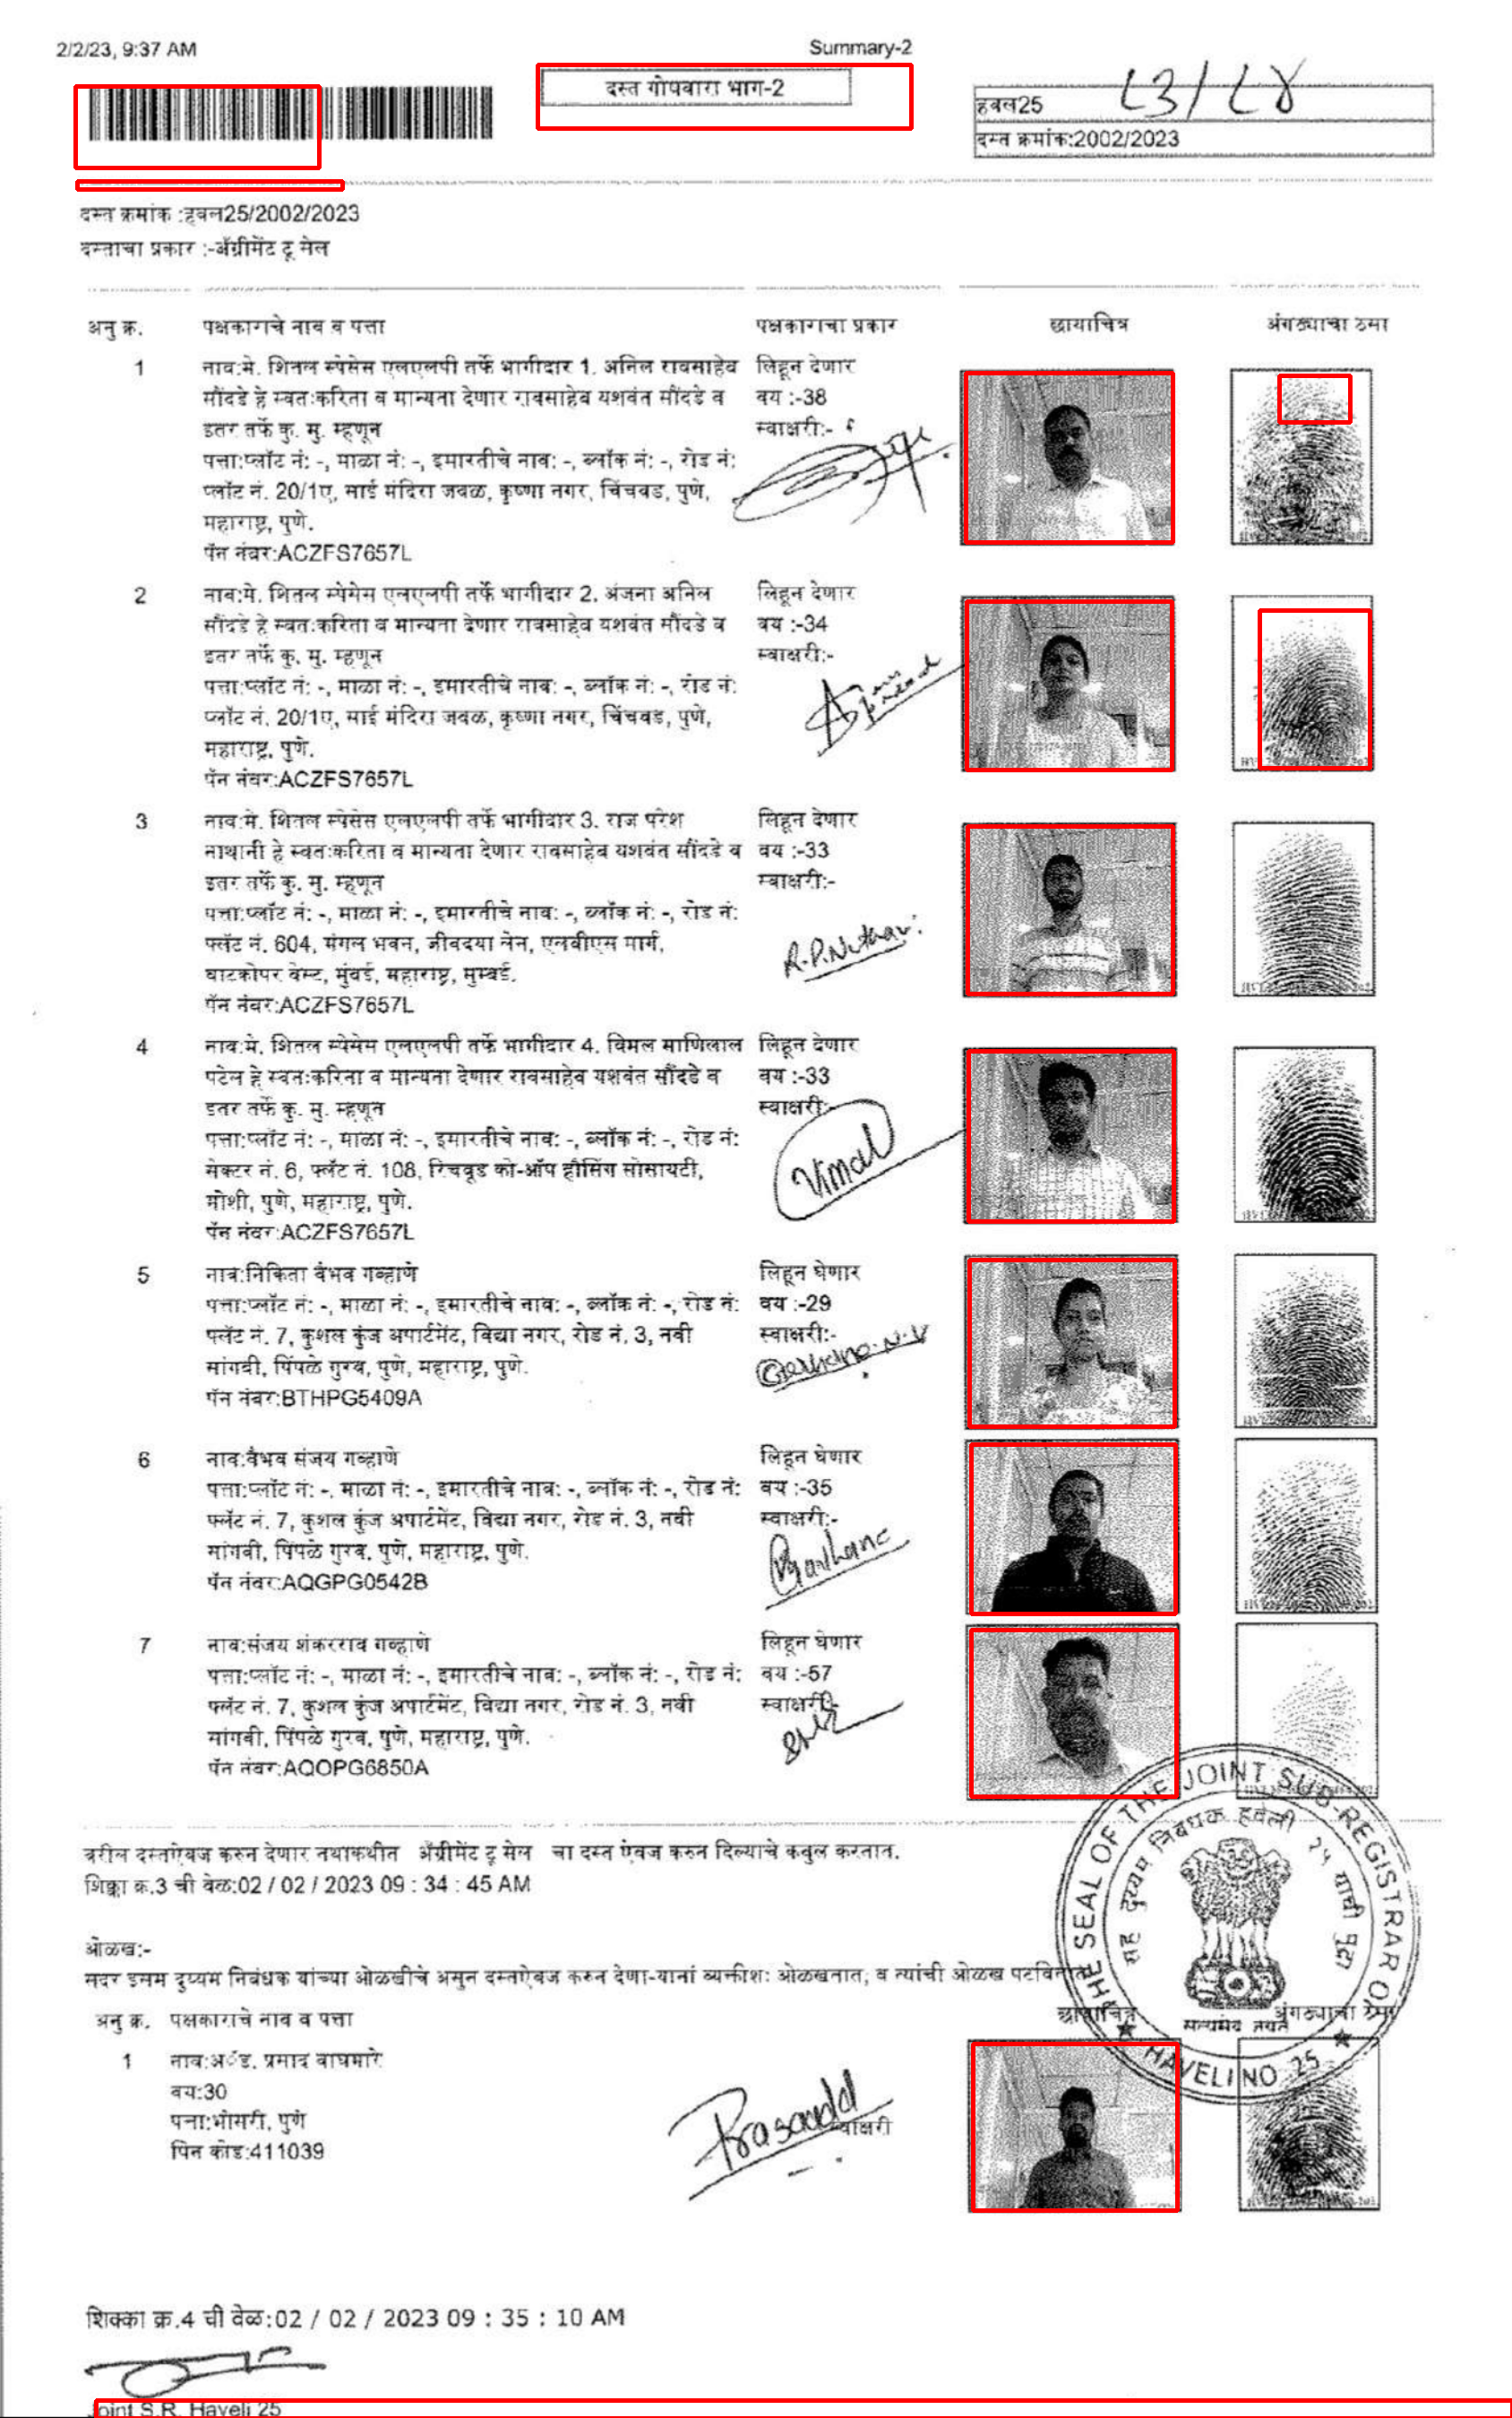 2/2/23, 9:37 AM
Summary-2
दस्त गोषवारा भाग-2
हवल25
दस्त क्रमांक:2002/2023
दस्त क्रमांक :हवल25/2002/2023
दस्ताचा प्रकार :-अ‍ॅग्रीमेंट टू सेल
अनु क्र. पक्षकाराचे नाव व पत्ता पक्षकाराचा प्रकार छायाचित्र अंगठ्याचा ठसा
1 नाव:मे. शितल स्पेसेस एलएलपी तर्फे भागीदार 1. अनिल रावसाहेब लिहून देणार
सौंदडे हे स्वतःकरिता व मान्यता देणार रावसाहेब यशवंत सौंदडे व वय :-38
इतर तर्फे कु. मु. म्हणून स्वाक्षरी:-
पत्ता:प्लॉट नं: -, माळा नं: -, इमारतीचे नाव: -, ब्लॉक नं: -, रोड नं:
प्लॉट नं. 20/1ए, साई मंदिरा जवळ, कृष्णा नगर, चिंचवड, पुणे,
महाराष्ट्र, पुणे.
पॅन नंबर:ACZFS7657L
2 नाव:मे. शितल स्पेसेस एलएलपी तर्फे भागीदार 2. अंजना अनिल लिहून देणार
सौंदडे हे स्वतःकरिता व मान्यता देणार रावसाहेब यशवंत सौंदडे व वय :-34
इतर तर्फे कु. मु. म्हणून स्वाक्षरी:-
पत्ता:प्लॉट नं: -, माळा नं: -, इमारतीचे नाव: -, ब्लॉक नं: -, रोड नं:
प्लॉट नं. 20/1ए, साई मंदिरा जवळ, कृष्णा नगर, चिंचवड, पुणे,
महाराष्ट्र, पुणे.
पॅन नंबर:ACZFS7657L
3 नाव:मे. शितल स्पेसेस एलएलपी तर्फे भागीदार 3. राज परेश लिहून देणार
नाथानी हे स्वतःकरिता व मान्यता देणार रावसाहेब यशवंत सौंदडे व वय :-33
इतर तर्फे कु. मु. म्हणून स्वाक्षरी:-
पत्ता:प्लॉट नं: -, माळा नं: -, इमारतीचे नाव: -, ब्लॉक नं: -, रोड नं:
फ्लॅट नं. 604, मंगल भवन, जीवदया लेन, एलबीएस मार्ग,
घाटकोपर वेस्ट, मुंबई, महाराष्ट्र, मुम्बई.
R.P.Nathani
पॅन नंबर:ACZFS7657L
4 नाव:मे. शितल स्पेसेस एलएलपी तर्फे भागीदार 4. विमल माणिलाल लिहून देणार
पटेल हे स्वतःकरिता व मान्यता देणार रावसाहेब यशवंत सौंदडे व वय :-33
इतर तर्फे कु. मु. म्हणून स्वाक्षरी:-
पत्ता:प्लॉट नं: -, माळा नं: -, इमारतीचे नाव: -, ब्लॉक नं: -, रोड नं:
सेक्टर नं. 6, फ्लॅट नं. 108, रिचवूड को-ऑप हौसिंग सोसायटी,
Vimal
मोशी, पुणे, महाराष्ट्र, पुणे.
पॅन नंबर:ACZFS7657L
5 नाव:निकिता वैभव गव्हाणे लिहून घेणार
पत्ता:प्लॉट नं: -, माळा नं: -, इमारतीचे नाव: -, ब्लॉक नं: -, रोड नं: वय :-29
फ्लॅट नं. 7, कुशल कुंज अपार्टमेंट, विद्या नगर, रोड नं. 3, नवी स्वाक्षरी:-
सांगवी, पिंपळे गुरव, पुणे, महाराष्ट्र, पुणे.
Gavhane N.V
पॅन नंबर:BTHPG5409A
6 नाव:वैभव संजय गव्हाणे लिहून घेणार
पत्ता:प्लॉट नं: -, माळा नं: -, इमारतीचे नाव: -, ब्लॉक नं: -, रोड नं: वय :-35
फ्लॅट नं. 7, कुशल कुंज अपार्टमेंट, विद्या नगर, रोड नं. 3, नवी स्वाक्षरी:-
सांगवी, पिंपळे गुरव, पुणे, महाराष्ट्र, पुणे.
पॅन नंबर:AQGPG0542B
7 नाव:संजय शंकरराव गव्हाणे लिहून घेणार
पत्ता:प्लॉट नं: -, माळा नं: -, इमारतीचे नाव: -, ब्लॉक नं: -, रोड नं: वय :-57
फ्लॅट नं. 7, कुशल कुंज अपार्टमेंट, विद्या नगर, रोड नं. 3, नवी स्वाक्षरी:-
सांगवी, पिंपळे गुरव, पुणे, महाराष्ट्र, पुणे.
पॅन नंबर:AQOPG6850A
THE SEAL OF THE JOINT SUB-REGISTRAR
सह दुय्यम निबंधक हवेली २५ यांची मुद्रा
सत्यमेव जयते
HAVELI NO 25
वरील दस्तऐवज करुन देणार तथाकथीत अ‍ॅग्रीमेंट टू सेल चा दस्त ऐवज करुन दिल्याचे कबुल करतात.
शिक्का क्र.3 ची वेळ:02 / 02 / 2023 09 : 34 : 45 AM
ओळख:-
सदर इसम दुय्यम निबंधक यांच्या ओळखीचे असुन दस्तऐवज करुन देणा-यानां व्यक्तीशः ओळखतात, व त्यांची ओळख पटवितात
अनु क्र. पक्षकाराचे नाव व पत्ता छायाचित्र अंगठ्याचा ठसा
1 नाव:अ‍ॅड. प्रसाद वाघमारे
वय:30
पत्ता:भोसरी, पुणे स्वाक्षरी
पिन कोड:411039
शिक्का क्र.4 ची वेळ:02 / 02 / 2023 09 : 35 : 10 AM
Joint S.R. Haveli 25